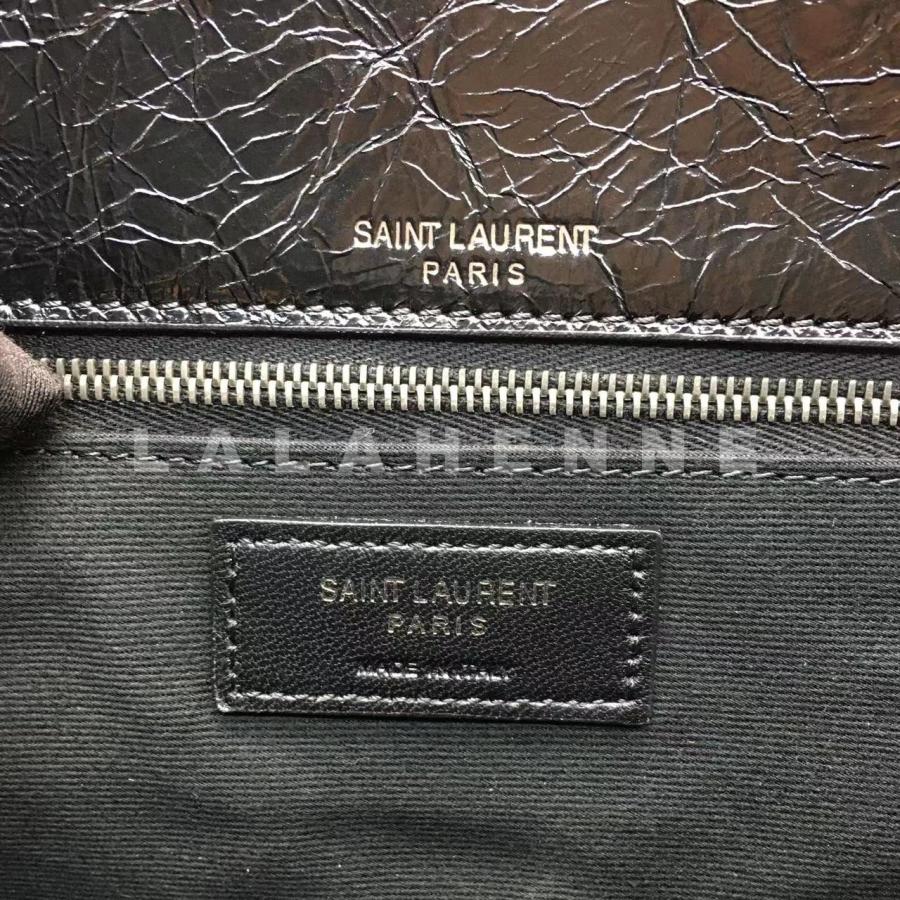 SAINT LAURENT
PARIS
LALAHENNE
SAINT LAURENT
PARIS
MADE IN ITALY